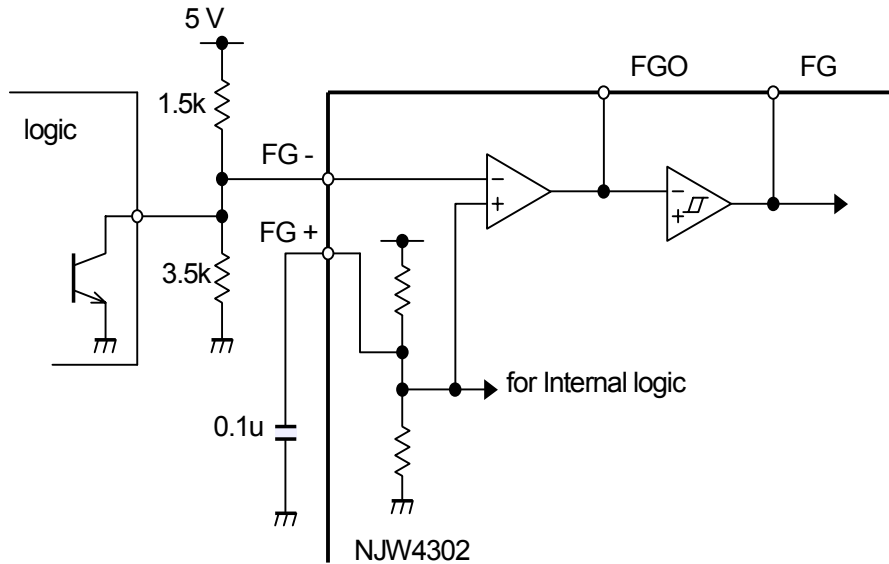 5 V
FGO
FG
1.5k
logic
FG -
−
+
−
+
FG +
3.5k
for Internal logic
0.1u
NJW4302